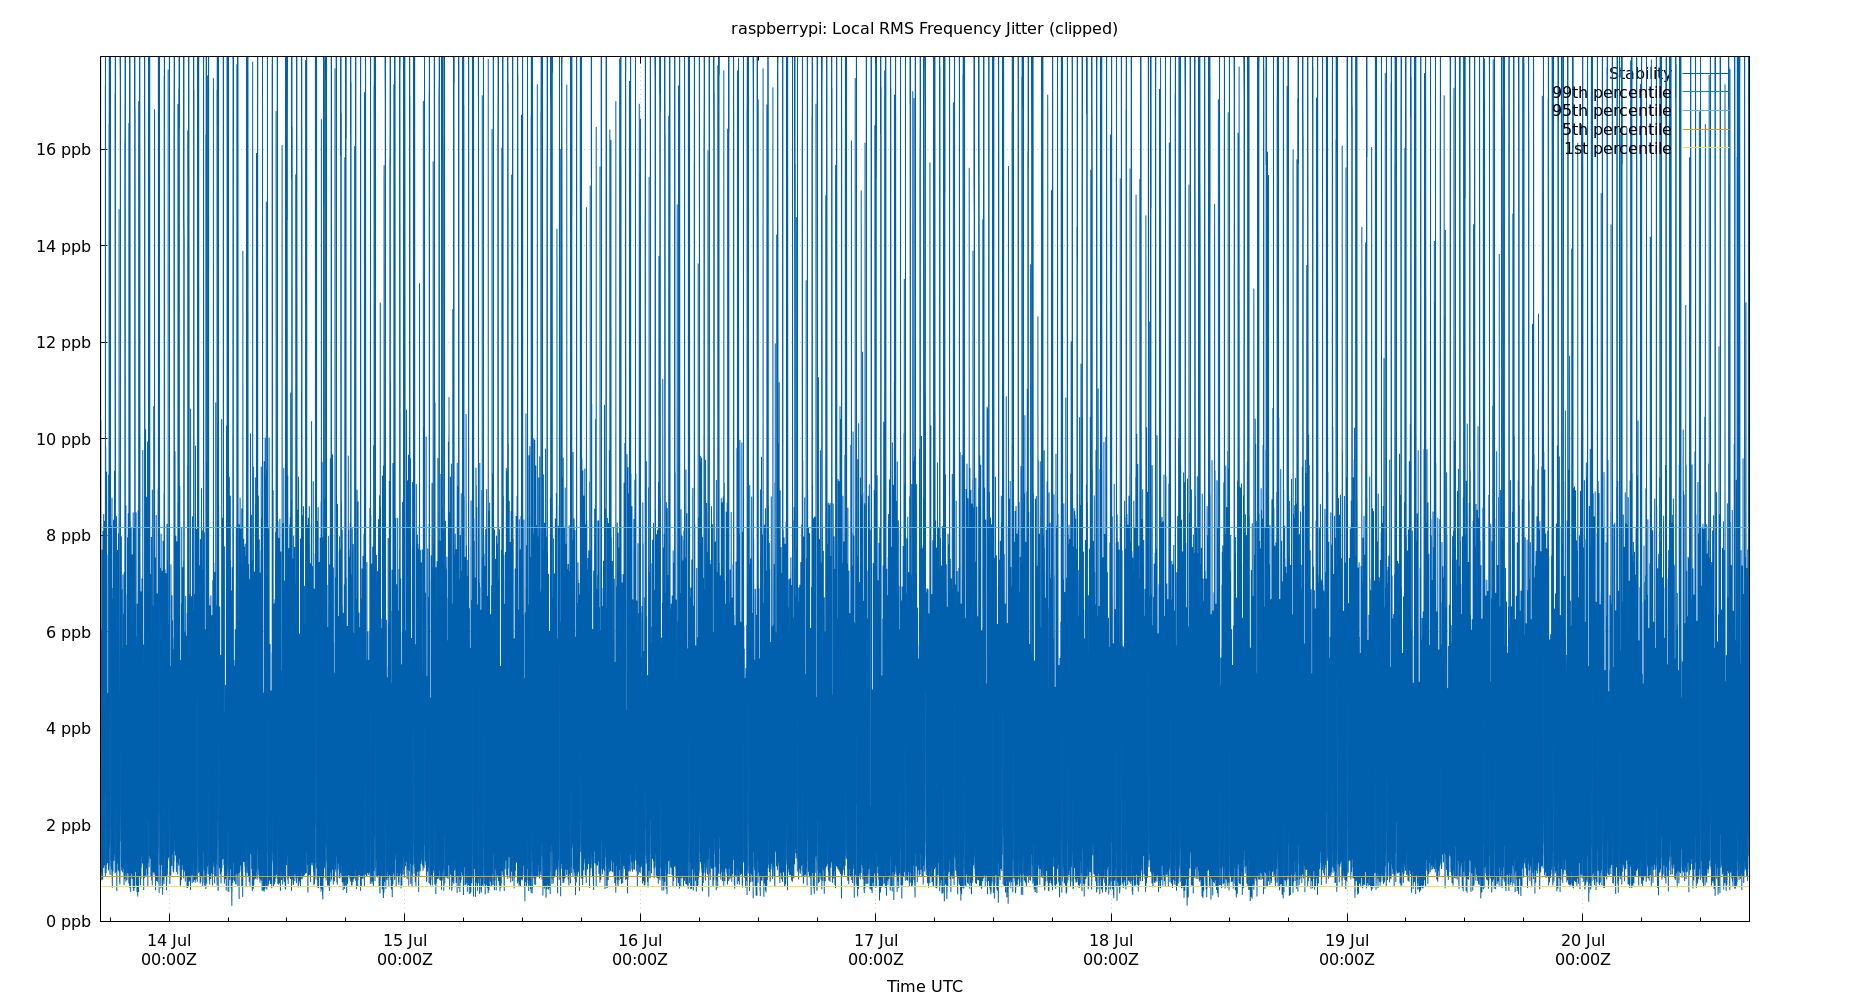 raspberrypi: Local RMS Frequency Jitter (clipped)
Stability
99th percentile
95th percentile
5th percentile
1st percentile
16 ppb
14 ppb
12 ppb
10 ppb
8 ppb
6 ppb
4 ppb
2 ppb
0 ppb
14 Jul 15 Jul 16 Jul 17 Jul 18 Jul 19 Jul 20 Jul
00:00Z 00:00Z 00:00Z 00:00Z 00:00Z 00:00Z 00:00Z
Time UTC